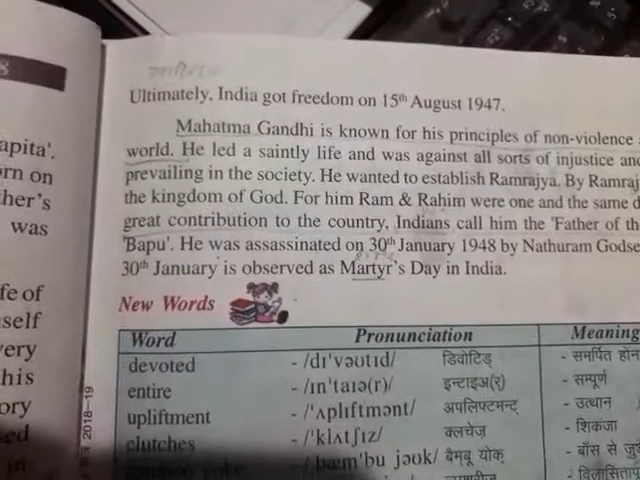 8
apita'.
rn on
her's
was
fe of
self
very
his
ory
ed
in
Ultimately, India got freedom on 15th August 1947.
Mahatma Gandhi is known for his principles of non-violence
world. He led a saintly life and was against all sorts of injustice and
prevailing in the society. He wanted to establish Ramrajya. By Ramraj
the kingdom of God. For him Ram & Rahim were one and the same d
great contribution to the country, Indians call him the 'Father of th
'Bapu'. He was assassinated on 30th January 1948 by Nathuram Godse
30th January is observed as Martyr's Day in India.
New Words
Word Pronunciation Meaning
devoted - /dɪ'vəʊtɪd/ डिवोटिड् - समर्पित होन
entire - /ɪn'taɪə(r)/ इन्टाइअ(र्) - सम्पूर्ण
upliftment - /'ʌplɪftmənt/ अपलिफ्टमन्ट् - उत्थान
clutches - /'klʌtʃɪz/ क्लचेज़ - शिकंजा
/bæm'bu jəʊk/ बैम्बू योक् - बाँस से जु
- विलासितापू
2018-19